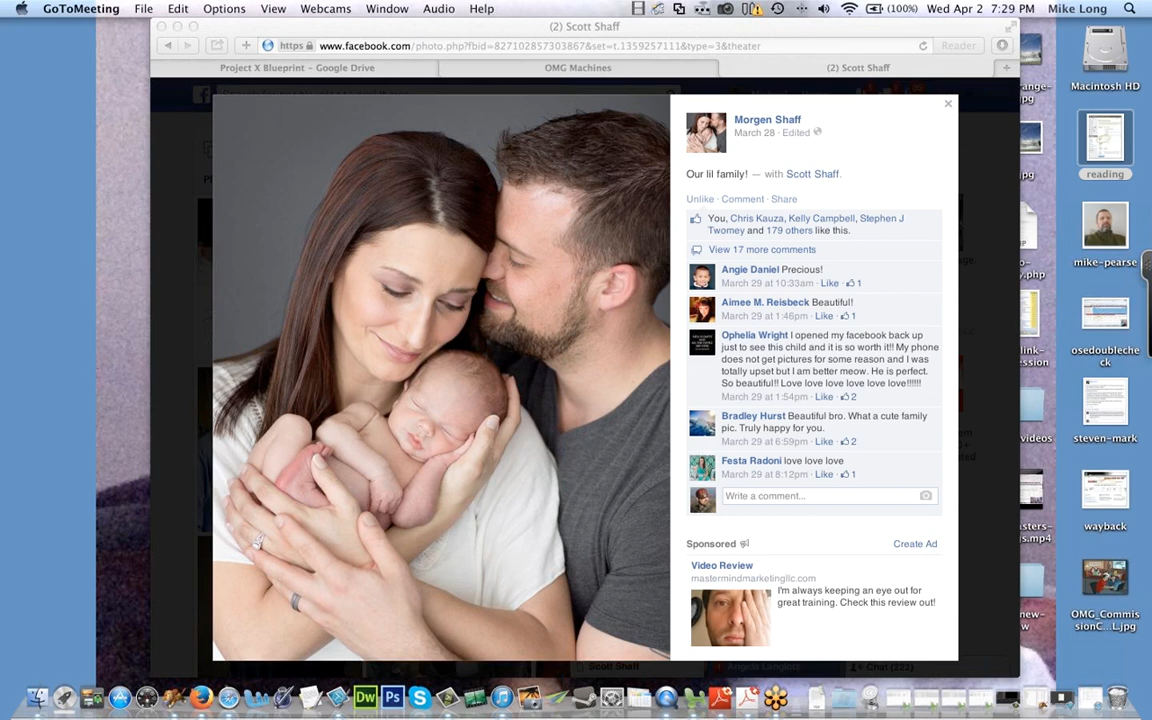 GoToMeeting File Edit Options View Webcams Window Audio Help (100%) Wed Apr 2 7:29 PM Mike Long
(2) Scott Shaff
https www.facebook.com/photo.php?fbid=827102857303867&set=t.1359257111&type=3&theater Reader
Project X Blueprint – Google Drive OMG Machines (2) Scott Shaff
Macintosh HD
reading
mike-pearse
osedoublecheck
steven-mark
wayback
OMG_Commis
sionC...L.jpg
Morgen Shaff
March 28 · Edited
Our lil family! — with Scott Shaff.
Unlike · Comment · Share
You, Chris Kauza, Kelly Campbell, Stephen J
Twomey and 179 others like this.
View 17 more comments
Angie Daniel Precious!
March 29 at 10:33am · Like · 1
Aimee M. Reisbeck Beautiful!
March 29 at 1:46pm · Like · 1
Ophelia Wright I opened my facebook back up
just to see this child and it is so worth it!! My phone
does not get pictures for some reason and I was
totally upset but I am better meow. He is perfect.
So beautiful!! Love love love love love love!!!!!!
March 29 at 1:54pm · Like · 2
Bradley Hurst Beautiful bro. What a cute family
pic. Truly happy for you.
March 29 at 6:59pm · Like · 2
Festa Radoni love love love
March 29 at 8:12pm · Like · 1
Write a comment...
Sponsored Create Ad
Video Review
mastermindmarketingllc.com
I'm always keeping an eye out for
great training. Check this review out!
Scott Shaff Angela Langlotz Chat (222)
Dw Ps